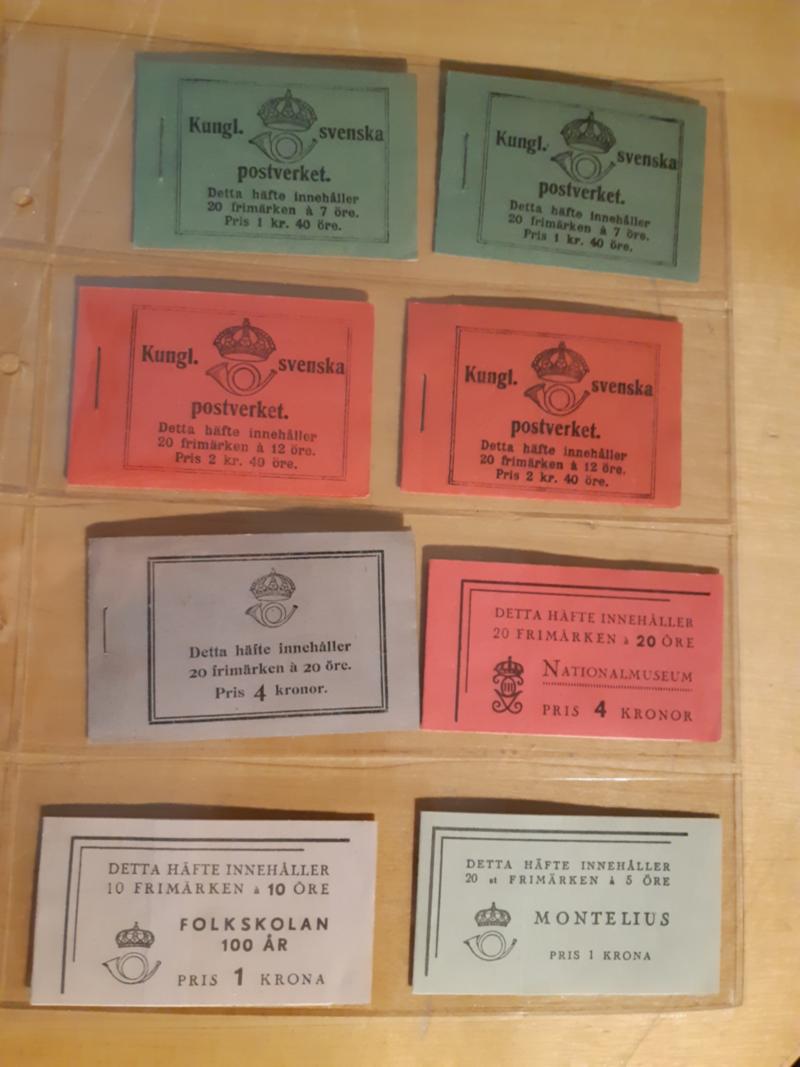 Kungl. svenska
postverket.
Detta häfte innehåller
20 frimärken à 7 öre.
Pris 1 kr. 40 öre.
Kungl. svenska
postverket.
Detta häfte innehåller
20 frimärken à 7 öre.
Pris 1 kr. 40 öre.
Kungl. svenska
postverket.
Detta häfte innehåller
20 frimärken à 12 öre.
Pris 2 kr. 40 öre.
Kungl. svenska
postverket.
Detta häfte innehåller
20 frimärken à 12 öre.
Pris 2 kr. 40 öre.
Detta häfte innehåller
20 frimärken à 20 öre.
Pris 4 kronor.
DETTA HÄFTE INNEHÅLLER
20 FRIMÄRKEN à 20 ÖRE
NATIONALMUSEUM
PRIS 4 KRONOR
DETTA HÄFTE INNEHÅLLER
10 FRIMÄRKEN à 10 ÖRE
FOLKSKOLAN
100 ÅR
PRIS 1 KRONA
DETTA HÄFTE INNEHÅLLER
20 st FRIMÄRKEN à 5 ÖRE
MONTELIUS
PRIS 1 KRONA